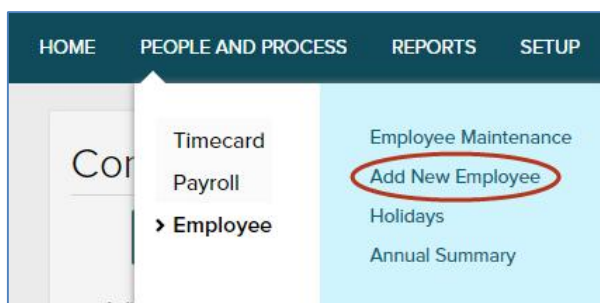 HOME PEOPLE AND PROCESS REPORTS SETUP
Timecard
Payroll
Employee
Employee Maintenance
Add New Employee
Holidays
Annual Summary